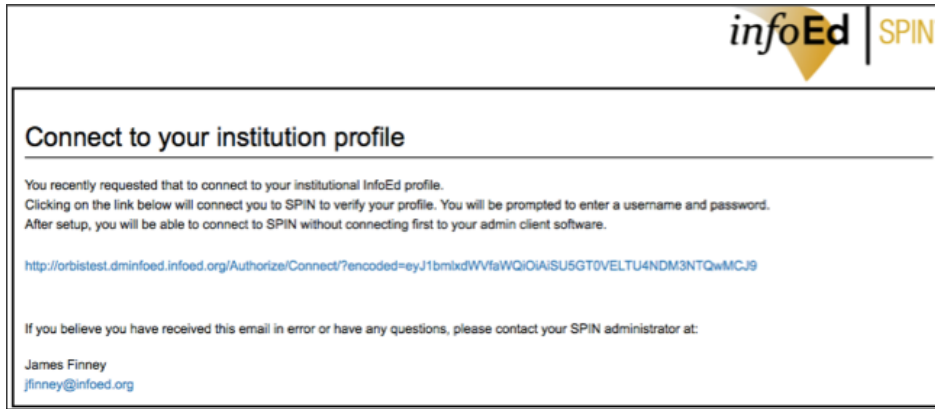 infoEd SPIN
Connect to your institution profile
You recently requested that to connect to your institutional InfoEd profile.
Clicking on the link below will connect you to SPIN to verify your profile. You will be prompted to enter a username and password.
After setup, you will be able to connect to SPIN without connecting first to your admin client software.
http://orbistest.dminfoed.infoed.org/Authorize/Connect/?encoded=eyJ1bmlxdWVfaWQiOiAiSU5GT0VELTU4NDM3NTQwMCJ9
If you believe you have received this email in error or have any questions, please contact your SPIN administrator at:
James Finney
jfinney@infoed.org